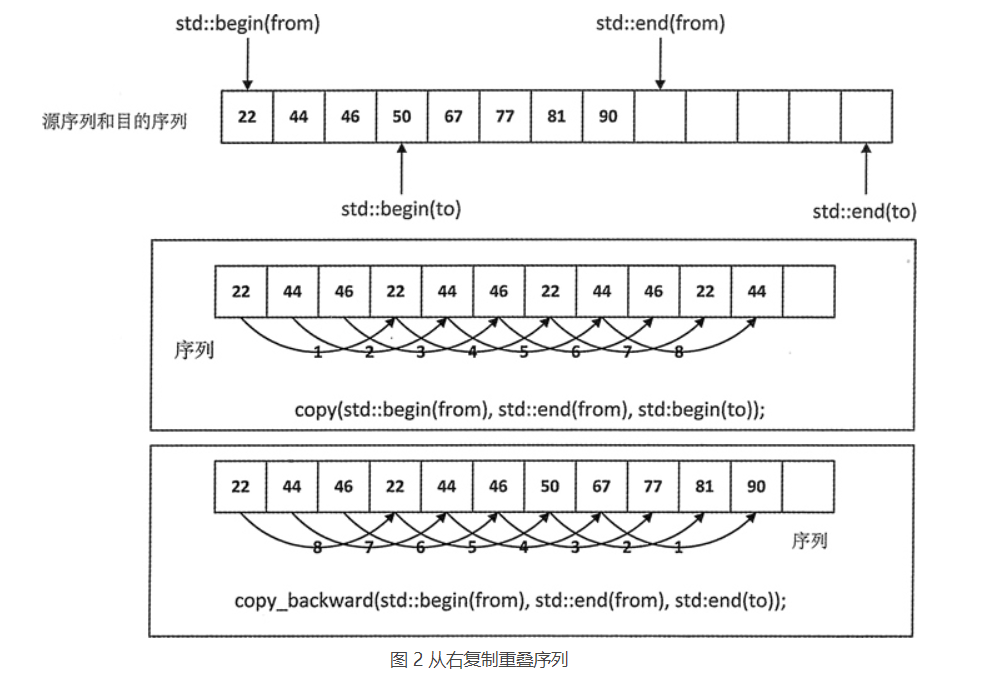 std::begin(from) std::end(from)
源序列和目的序列 22 44 46 50 67 77 81 90
std::begin(to) std::end(to)
22 44 46 22 44 46 22 44 46 22 44
序列 1 2 3 4 5 6 7 8
copy(std::begin(from), std::end(from), std:begin(to));
22 44 46 22 44 46 50 67 77 81 90
8 7 6 5 4 3 2 1 序列
copy_backward(std::begin(from), std::end(from), std:end(to));
图 2 从右复制重叠序列